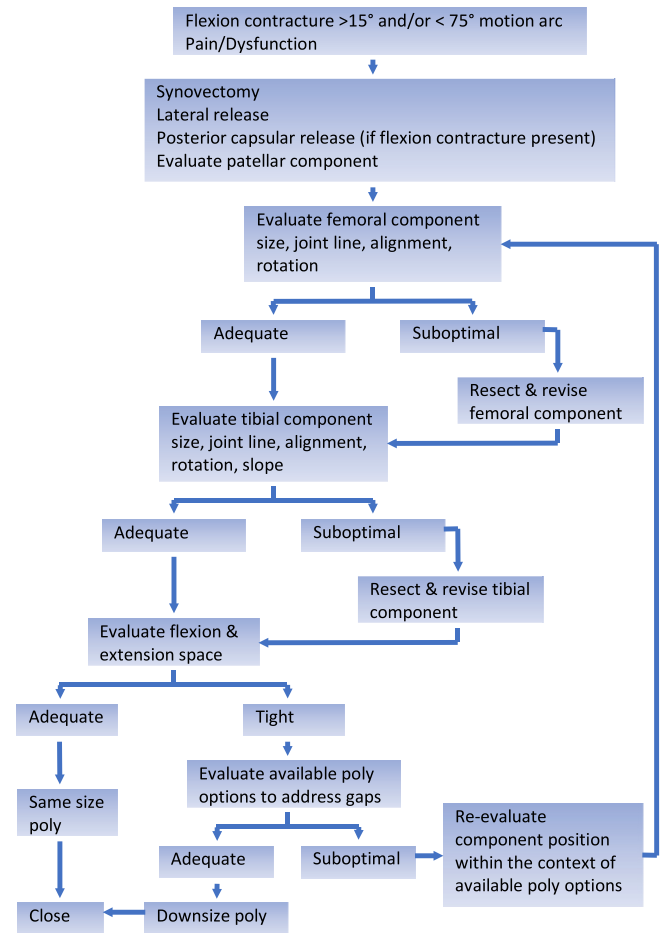 Flexion contracture >15° and/or < 75° motion arc
Pain/Dysfunction
Synovectomy
Lateral release
Posterior capsular release (if flexion contracture present)
Evaluate patellar component
Evaluate femoral component
size, joint line, alignment,
rotation
Adequate
Suboptimal
Resect & revise
femoral component
Evaluate tibial component
size, joint line, alignment,
rotation, slope
Adequate
Suboptimal
Resect & revise tibial
component
Evaluate flexion &
extension space
Adequate
Tight
Evaluate available poly
options to address gaps
Same size
poly
Re-evaluate
component position
within the context of
available poly options
Adequate
Suboptimal
Close
Downsize poly